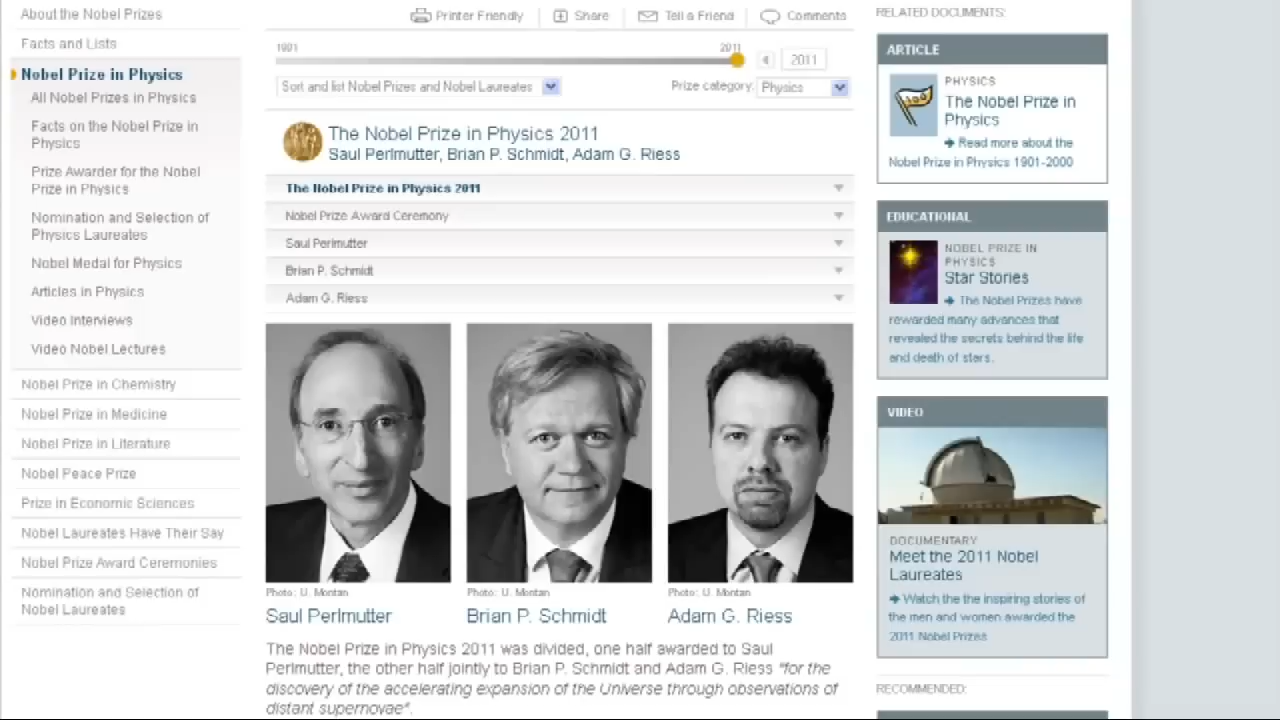 About the Nobel Prizes
Facts and Lists
Nobel Prize in Physics
All Nobel Prizes in Physics
Facts on the Nobel Prize in
Physics
Prize Awarder for the Nobel
Prize in Physics
Nomination and Selection of
Physics Laureates
Nobel Medal for Physics
Articles in Physics
Video Interviews
Video Nobel Lectures
Nobel Prize in Chemistry
Nobel Prize in Medicine
Nobel Prize in Literature
Nobel Peace Prize
Prize in Economic Sciences
Nobel Laureates Have Their Say
Nobel Prize Award Ceremonies
Nomination and Selection of
Nobel Laureates
Printer Friendly
Share
Tell a Friend
Comments
1901
2011
2011
Sort and list Nobel Prizes and Nobel Laureates
Prize category:
Physics
The Nobel Prize in Physics 2011
Saul Perlmutter, Brian P. Schmidt, Adam G. Riess
The Nobel Prize in Physics 2011
Nobel Prize Award Ceremony
Saul Perlmutter
Brian P. Schmidt
Adam G. Riess
Photo: U. Montan
Photo: U. Montan
Photo: U. Montan
Saul Perlmutter
Brian P. Schmidt
Adam G. Riess
The Nobel Prize in Physics 2011 was divided, one half awarded to Saul
Perlmutter, the other half jointly to Brian P. Schmidt and Adam G. Riess "for the
discovery of the accelerating expansion of the Universe through observations of
distant supernovae".
RELATED DOCUMENTS:
ARTICLE
PHYSICS
The Nobel Prize in
Physics
Read more about the
Nobel Prize in Physics 1901-2000
EDUCATIONAL
NOBEL PRIZE IN
PHYSICS
Star Stories
The Nobel Prizes have
rewarded many advances that
revealed the secrets behind the life
and death of stars.
VIDEO
DOCUMENTARY
Meet the 2011 Nobel
Laureates
Watch the the inspiring stories of
the men and women awarded the
2011 Nobel Prizes
RECOMMENDED: